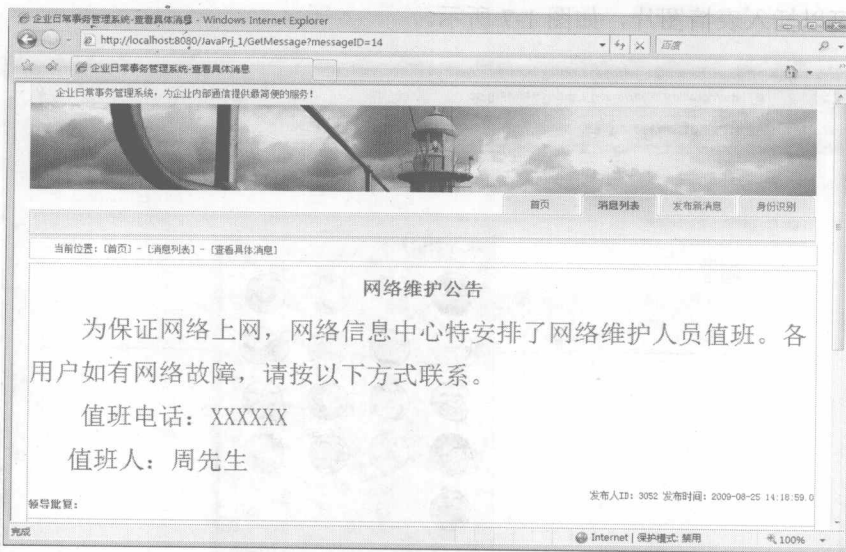 企业日常事务管理系统-查看具体消息 - Windows Internet Explorer
http://localhost:8080/JavaPrj_1/GetMessage?messageID=14
百度
企业日常事务管理系统-查看具体消息
企业日常事务管理系统，为企业内部通信提供最简便的服务!
首页 消息列表 发布新消息 身份识别
当前位置: [首页] - [消息列表] - [查看具体消息]
网络维护公告
为保证网络上网，网络信息中心特安排了网络维护人员值班。各
用户如有网络故障，请按以下方式联系。
值班电话: XXXXXX
值班人: 周先生
发布人ID: 3052 发布时间: 2009-08-25 14:18:59.0
领导批复:
完成
Internet | 保护模式: 禁用
100%